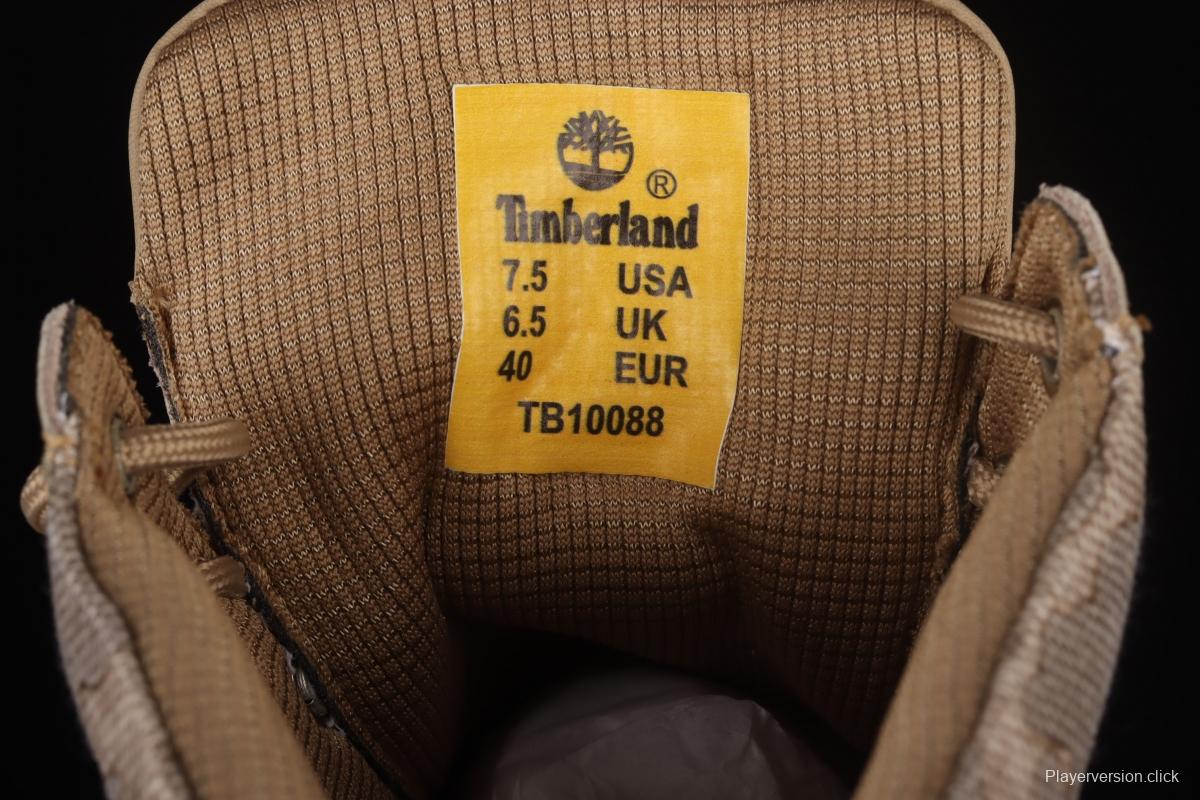 ®
Timberland
7.5 USA
6.5 UK
40 EUR
TB10088
Playerversion.click